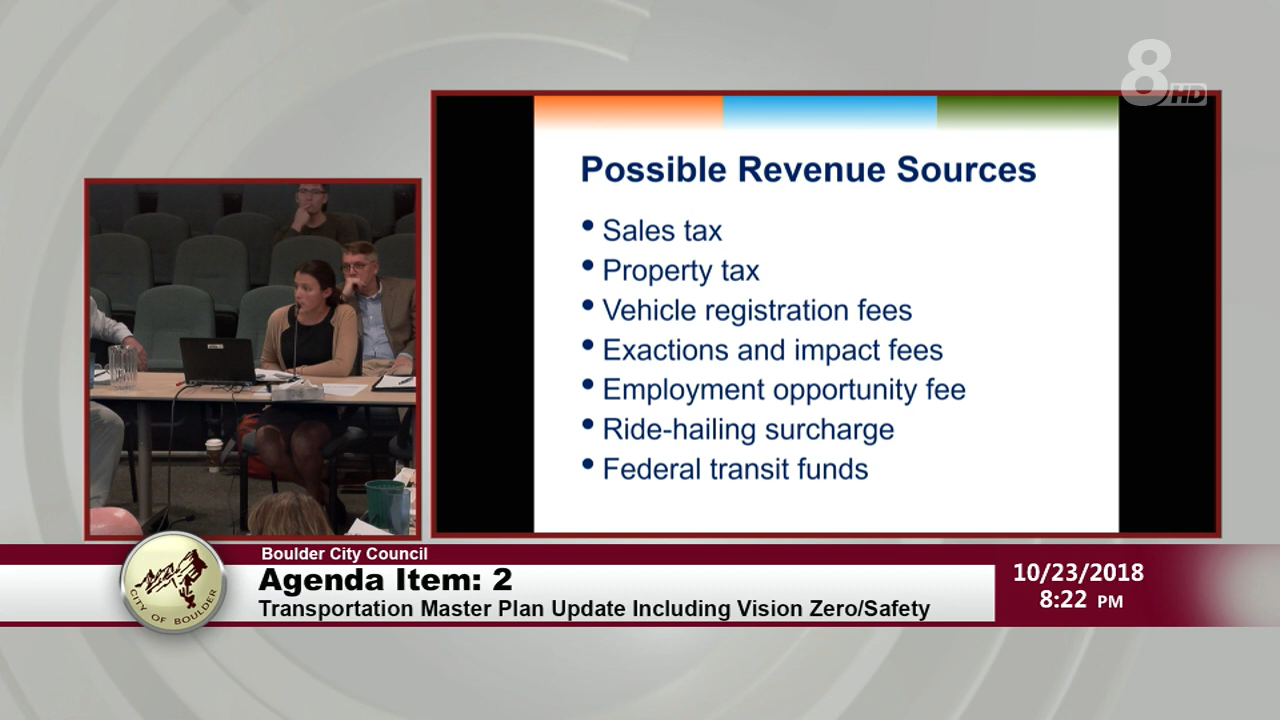 8
HD
Possible Revenue Sources
• Sales tax
• Property tax
• Vehicle registration fees
• Exactions and impact fees
• Employment opportunity fee
• Ride-hailing surcharge
• Federal transit funds
Boulder City Council
Agenda Item: 2
Transportation Master Plan Update Including Vision Zero/Safety
10/23/2018
8:22 PM
CITY OF BOULDER